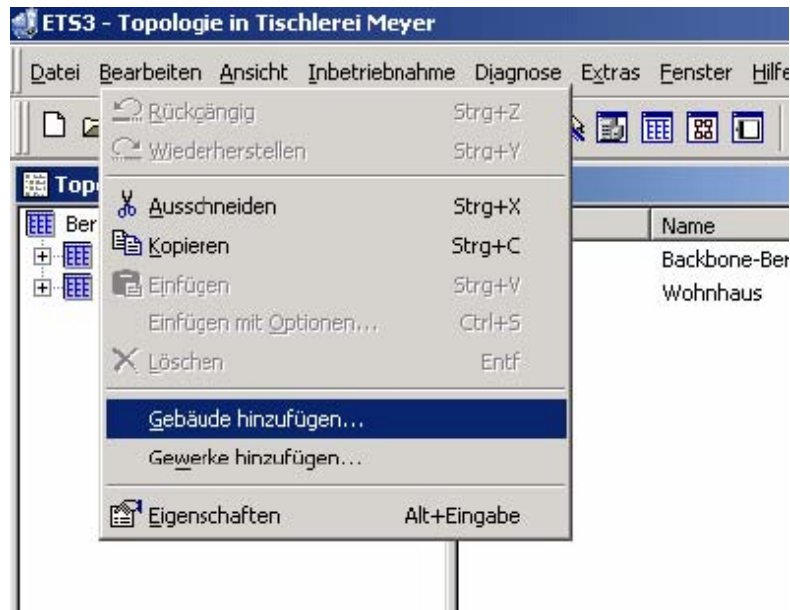 ETS3 - Topologie in Tischlerei Meyer
Datei Bearbeiten Ansicht Inbetriebnahme Diagnose Extras Fenster Hilfe
Rückgängig Strg+Z
Wiederherstellen Strg+Y
Top
Ausschneiden Strg+X
Ber Name
Kopieren Strg+C
Backbone-Ber
Einfügen Strg+V
Wohnhaus
Einfügen mit Optionen... Ctrl+S
Löschen Entf
Gebäude hinzufügen...
Gewerke hinzufügen...
Eigenschaften Alt+Eingabe